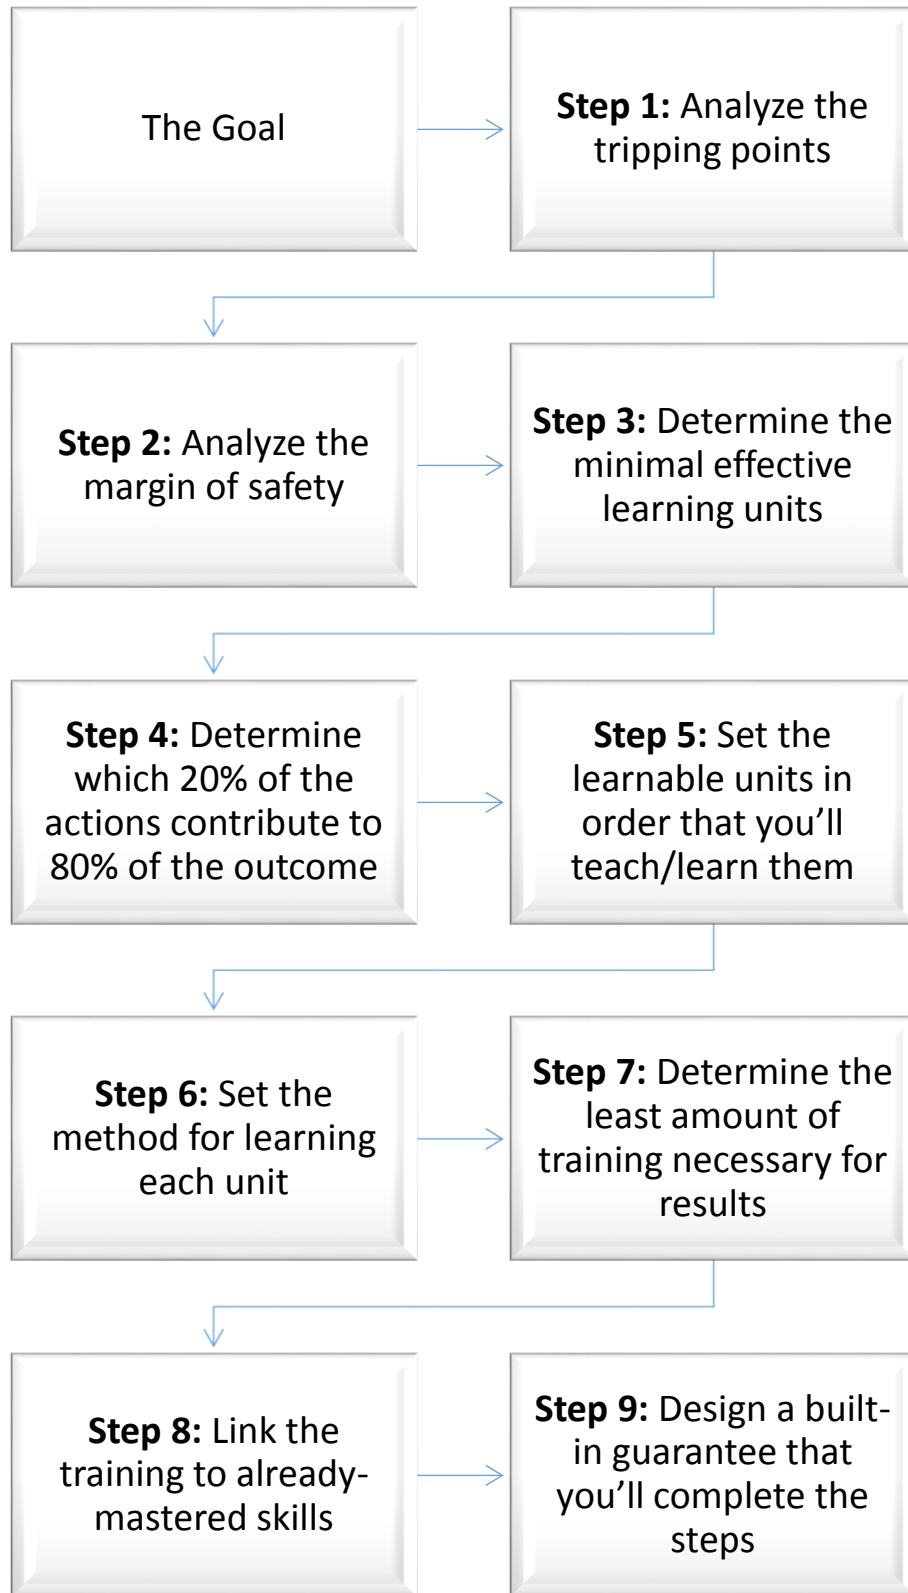 The Goal
Step 1: Analyze the
tripping points
Step 2: Analyze the
margin of safety
Step 3: Determine the
minimal effective
learning units
Step 4: Determine
which 20% of the
actions contribute to
80% of the outcome
Step 5: Set the
learnable units in
order that you’ll
teach/learn them
Step 6: Set the
method for learning
each unit
Step 7: Determine the
least amount of
training necessary for
results
Step 8: Link the
training to already-
mastered skills
Step 9: Design a built-
in guarantee that
you’ll complete the
steps